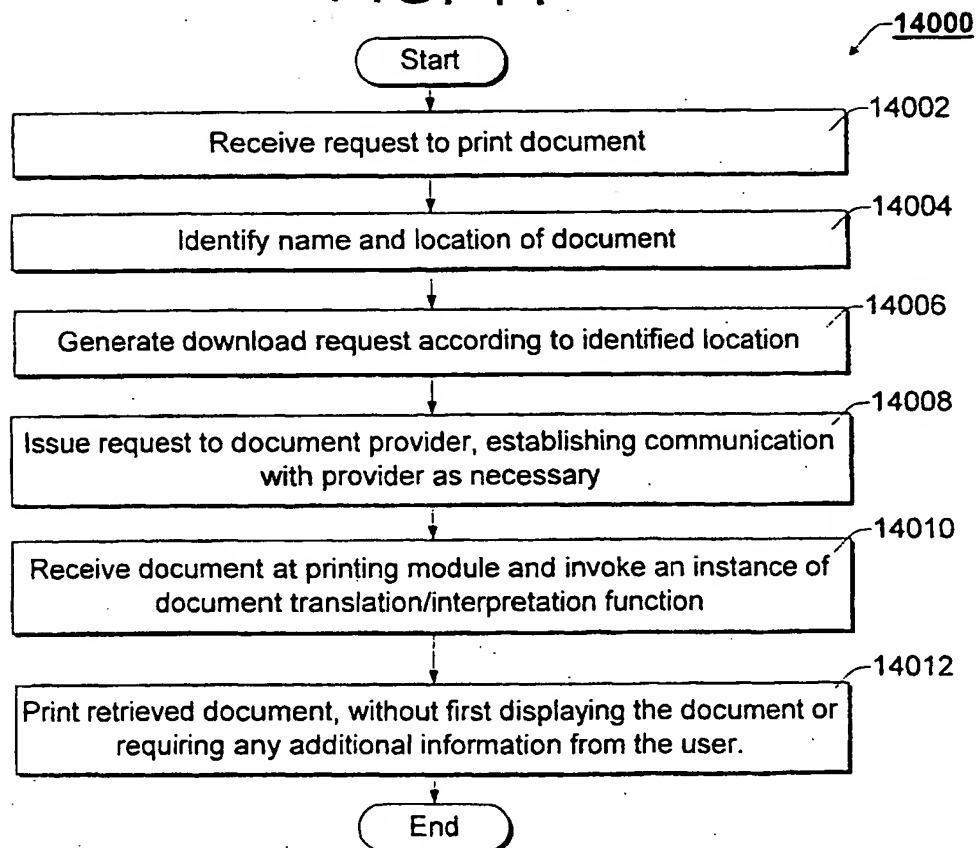 14000
Start
14002
Receive request to print document
14004
Identify name and location of document
14006
Generate download request according to identified location
14008
Issue request to document provider, establishing communication
with provider as necessary
14010
Receive document at printing module and invoke an instance of
document translation/interpretation function
14012
Print retrieved document, without first displaying the document or
requiring any additional information from the user.
End